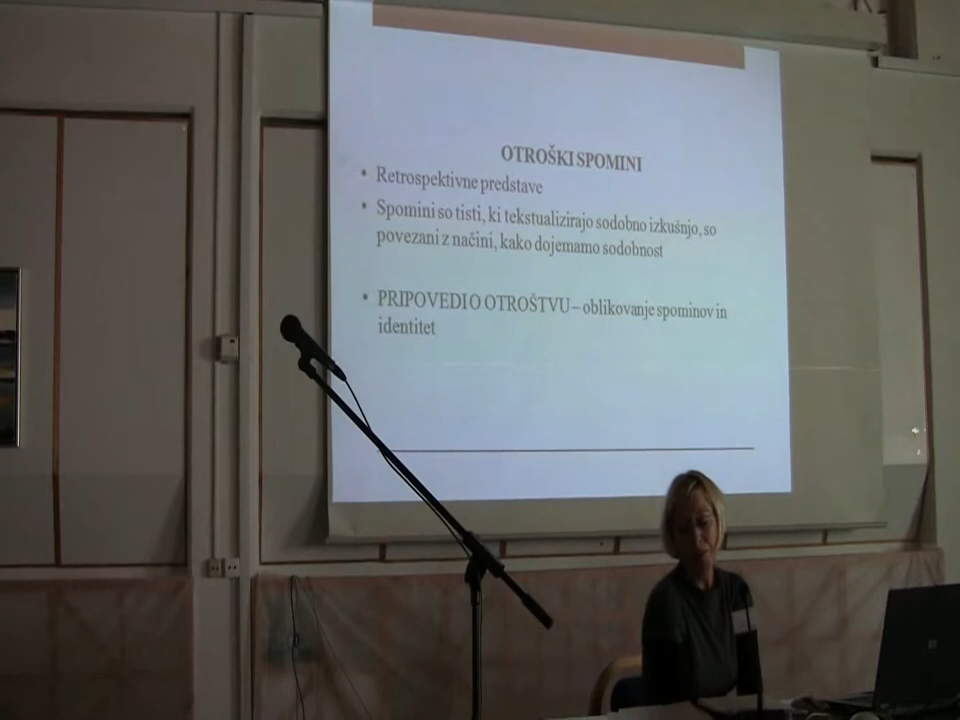 OTROŠKI SPOMINI
• Retrospektivne predstave
• Spomini so tisti, ki tekstualizirajo sodobno izkušnjo, so
povezani z načini, kako dojemamo sodobnost
• PRIPOVEDI O OTROŠTVU – oblikovanje spominov in
identitet